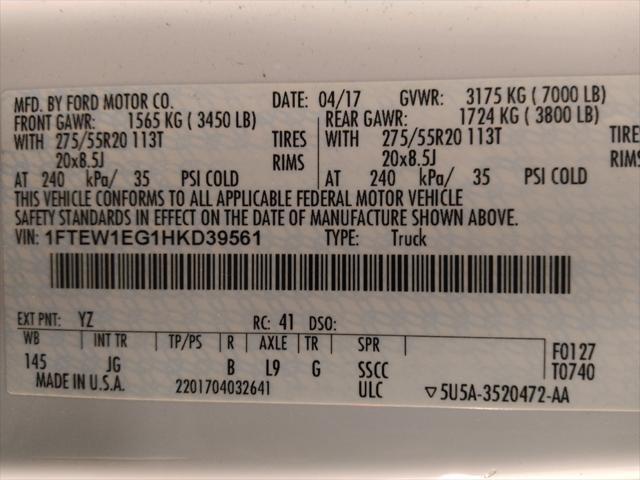 MFD. BY FORD MOTOR CO. DATE: 04/17 GVWR: 3175 KG ( 7000 LB)
FRONT GAWR: 1565 KG ( 3450 LB) REAR GAWR: 1724 KG ( 3800 LB)
WITH 275/55R20 113T TIRES WITH 275/55R20 113T TIRE
20x8.5J RIMS 20x8.5J RIMS
AT 240 kPa/ 35 PSI COLD AT 240 kPa/ 35 PSI COLD
THIS VEHICLE CONFORMS TO ALL APPLICABLE FEDERAL MOTOR VEHICLE
SAFETY STANDARDS IN EFFECT ON THE DATE OF MANUFACTURE SHOWN ABOVE.
VIN: 1FTEW1EG1HKD39561 TYPE: Truck
EXT PNT: YZ RC: 41 DSO:
WB INT TR TP/PS R AXLE TR SPR F0127
145 JG B L9 G SSCC T0740
MADE IN U.S.A. 2201704032641 ULC ▽5U5A-3520472-AA